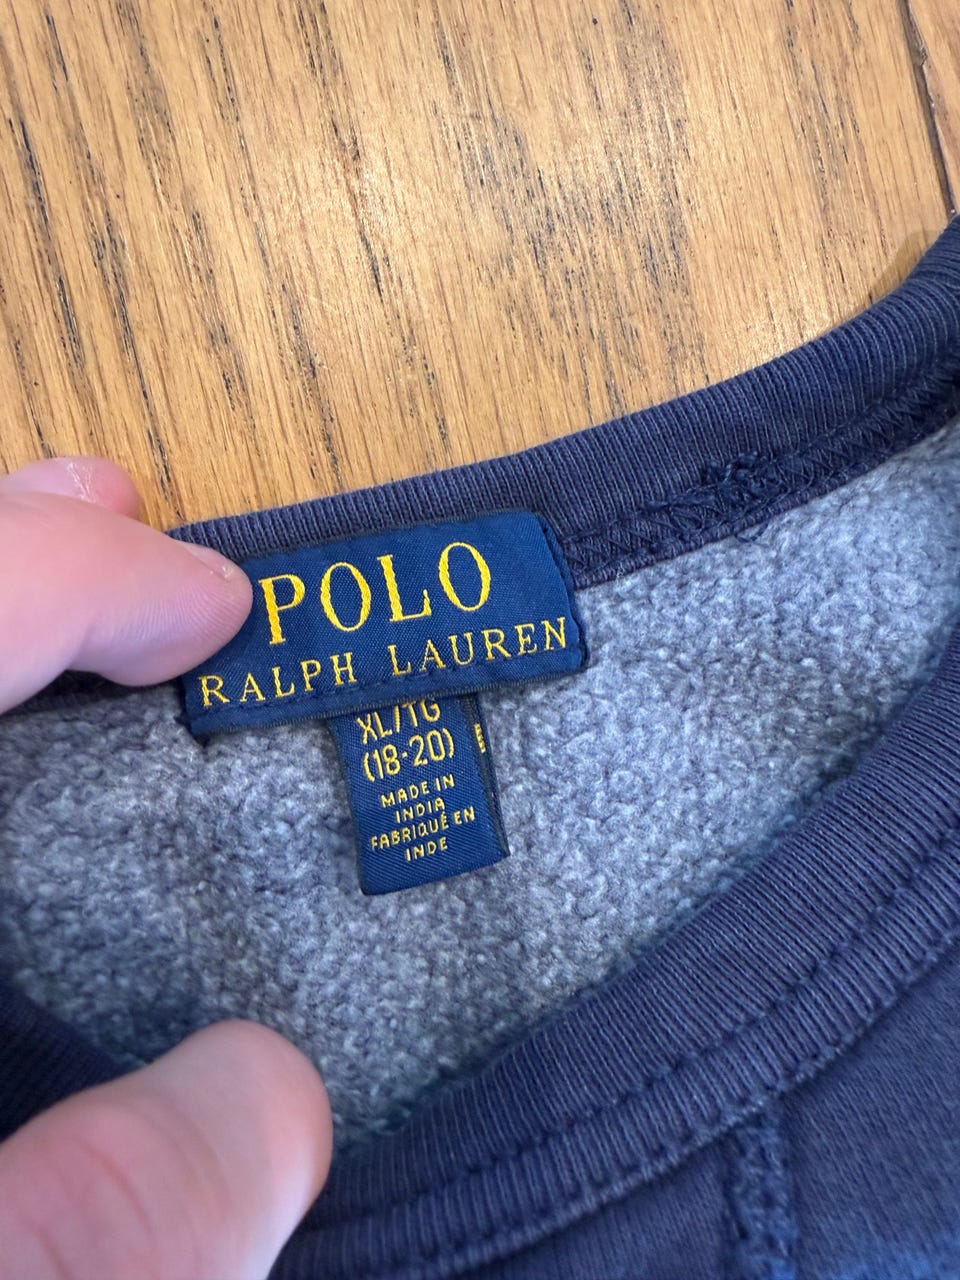 POLO
RALPH LAUREN
XL/TG
(18-20)
MADE IN
INDIA
FABRIQUÉ EN
INDE